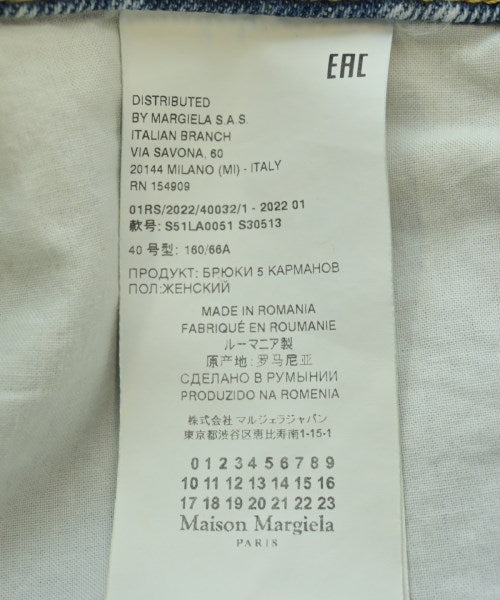 EAC
DISTRIBUTED
BY MARGIELA S.A.S.
ITALIAN BRANCH
VIA SAVONA, 60
20144 MILANO (MI) - ITALY
RN 154909
01RS/2022/40032/1 - 2022 01
款号: S51LA0051 S30513
40 号型: 160/66A
ПРОДУКТ: БРЮКИ 5 КАРМАНОВ
ПОЛ:ЖЕНСКИЙ
MADE IN ROMANIA
FABRIQUÉ EN ROUMANIE
ルーマニア製
原产地: 罗马尼亚
СДЕЛАНО В РУМЫНИИ
PRODUZIDO NA ROMENIA
株式会社 マルジェラジャパン
東京都渋谷区恵比寿南1-15-1
0 1 2 3 4 5 6 7 8 9
10 11 12 13 14 15 16
17 18 19 20 21 22 23
Maison Margiela
PARIS